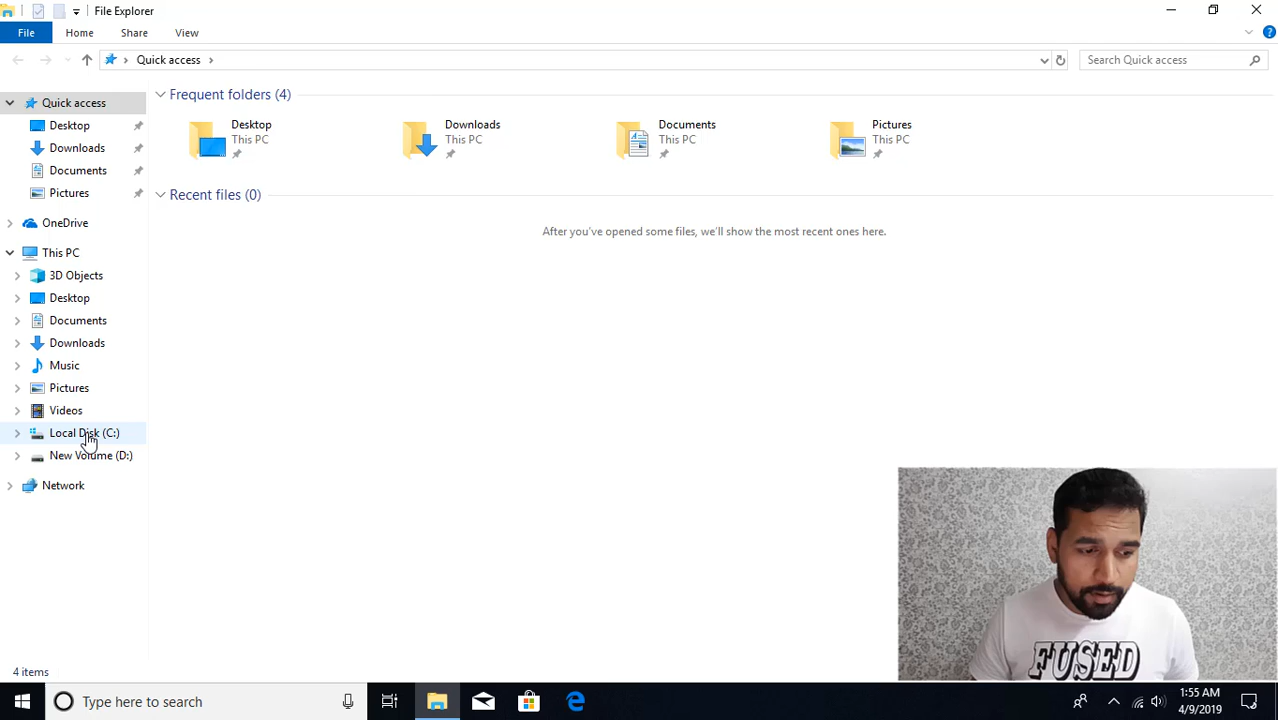 File Explorer
File
Home
Share
View
Quick access
Search Quick access
Quick access
Desktop
Downloads
Documents
Pictures
OneDrive
This PC
3D Objects
Desktop
Documents
Downloads
Music
Pictures
Videos
Local Disk (C:)
New Volume (D:)
Network
Frequent folders (4)
Desktop
This PC
Downloads
This PC
Documents
This PC
Pictures
This PC
Recent files (0)
After you've opened some files, we'll show the most recent ones here.
FUSED
4 items
Type here to search
1:55 AM
4/9/2019